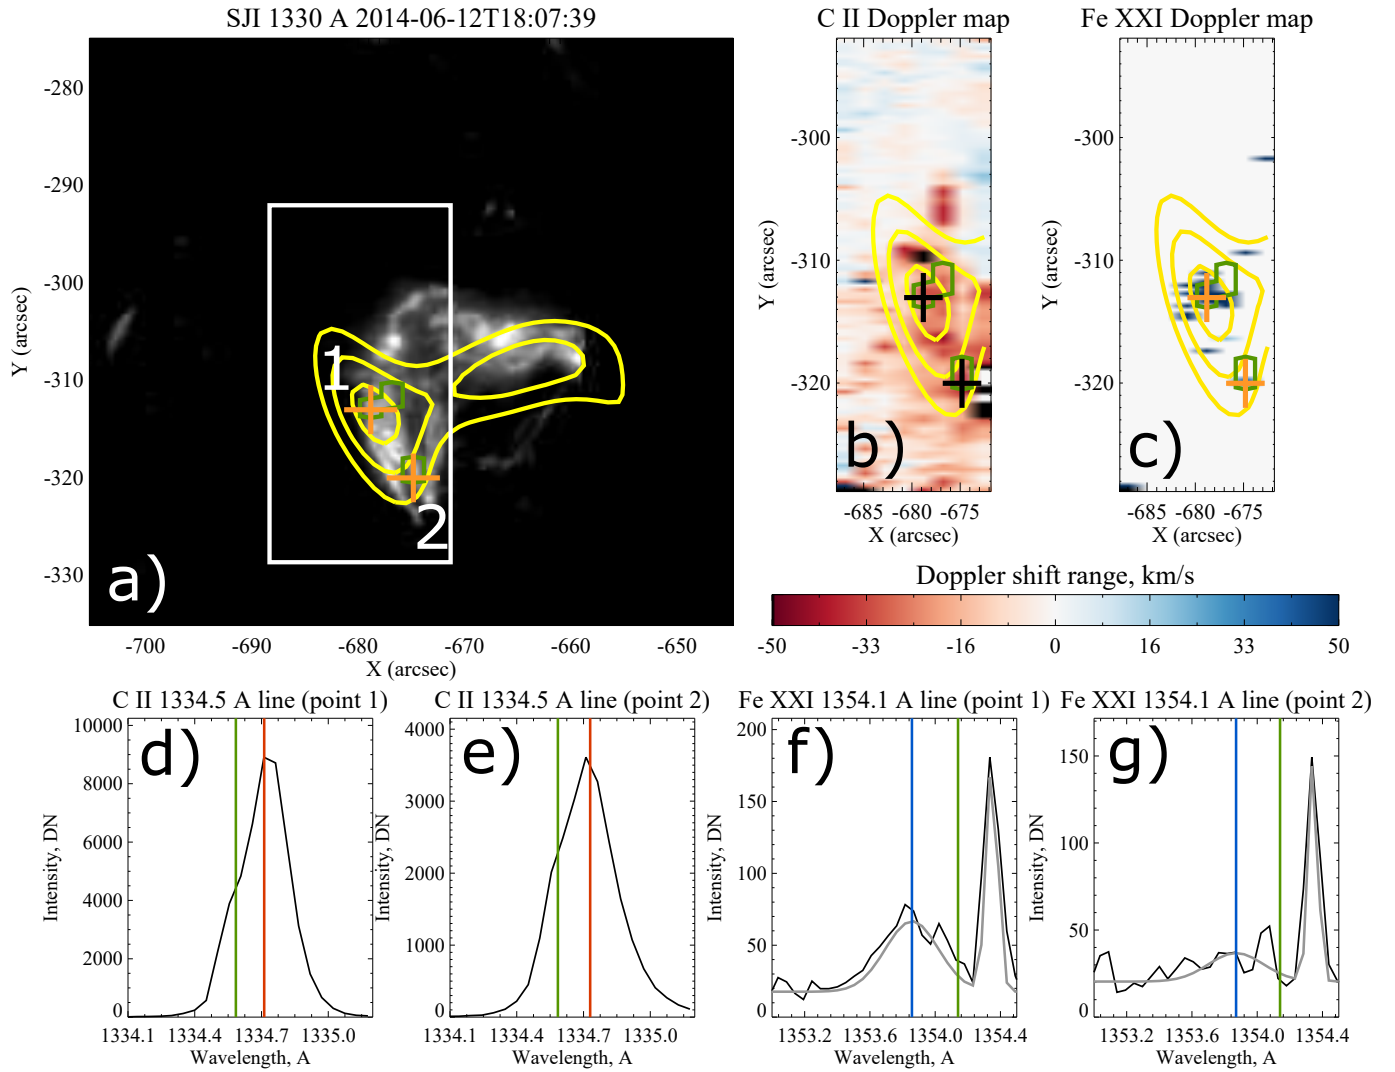 SJI 1330 A 2014-06-12T18:07:39
C II Doppler map
Fe XXI Doppler map
-280
-290
-300
-310
-320
-330
Y (arcsec)
1
2
a)
-700
-690
-680
-670
-660
-650
X (arcsec)
-300
-310
-320
Y (arcsec)
b)
-685 -680 -675
X (arcsec)
-300
-310
-320
Y (arcsec)
c)
-685 -680 -675
X (arcsec)
Doppler shift range, km/s
-50 -33 -16 0 16 33 50
C II 1334.5 A line (point 1)
10000
8000
6000
4000
2000
0
Intensity, DN
d)
1334.1 1334.4 1334.7 1335.0
Wavelength, A
C II 1334.5 A line (point 2)
4000
3000
2000
1000
0
Intensity, DN
e)
1334.1 1334.4 1334.7 1335.0
Wavelength, A
Fe XXI 1354.1 A line (point 1)
200
150
100
50
0
Intensity, DN
f)
1353.2 1353.6 1354.0 1354.4
Wavelength, A
Fe XXI 1354.1 A line (point 2)
150
100
50
0
Intensity, DN
g)
1353.2 1353.6 1354.0 1354.4
Wavelength, A